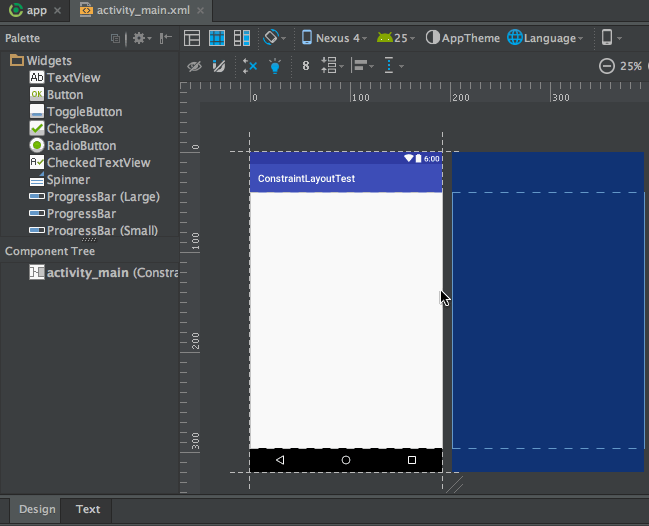 app
activity_main.xml
Palette
Nexus 4
25
AppTheme
Language
8
25%
Widgets
Ab TextView
OK Button
ToggleButton
CheckBox
RadioButton
A CheckedTextView
Spinner
ProgressBar (Large)
ProgressBar
ProgressBar (Small)
Component Tree
activity_main (Constra
0 100 200 300
0
100
200
300
6:00
ConstraintLayoutTest
Design Text